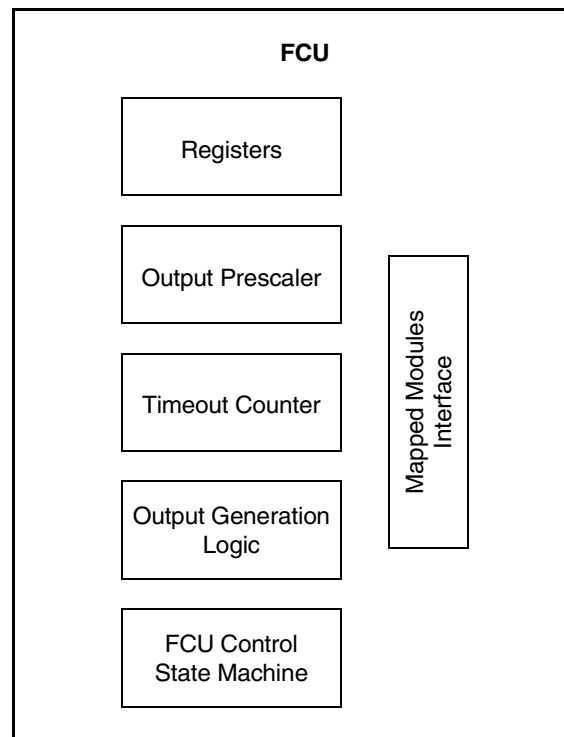 FCU
Registers
Output Prescaler
Timeout Counter
Output Generation
Logic
FCU Control
State Machine
Mapped Modules
Interface